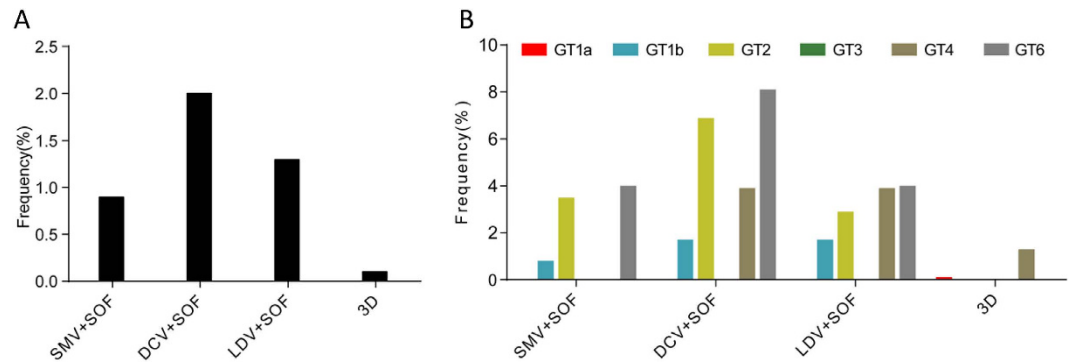 A
Frequency(%)
2.5
2.0
1.5
1.0
0.5
0.0
SMV+SOF
DCV+SOF
LDV+SOF
3D
B
GT1a GT1b GT2 GT3 GT4 GT6
Frequency(%)
10
8
6
4
2
0
SMV+SOF
DCV+SOF
LDV+SOF
3D